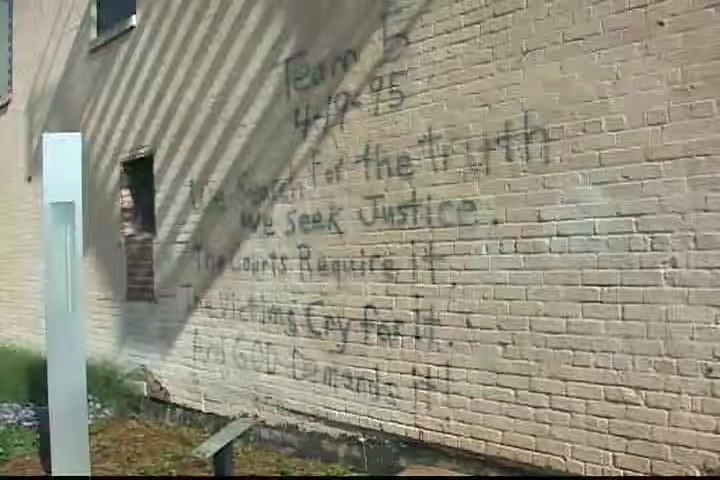 Team 5
4-19-95
We Search For the truth
We Seek Justice.
The Courts Require It.
The Victims Cry for It.
And GOD Demands It!